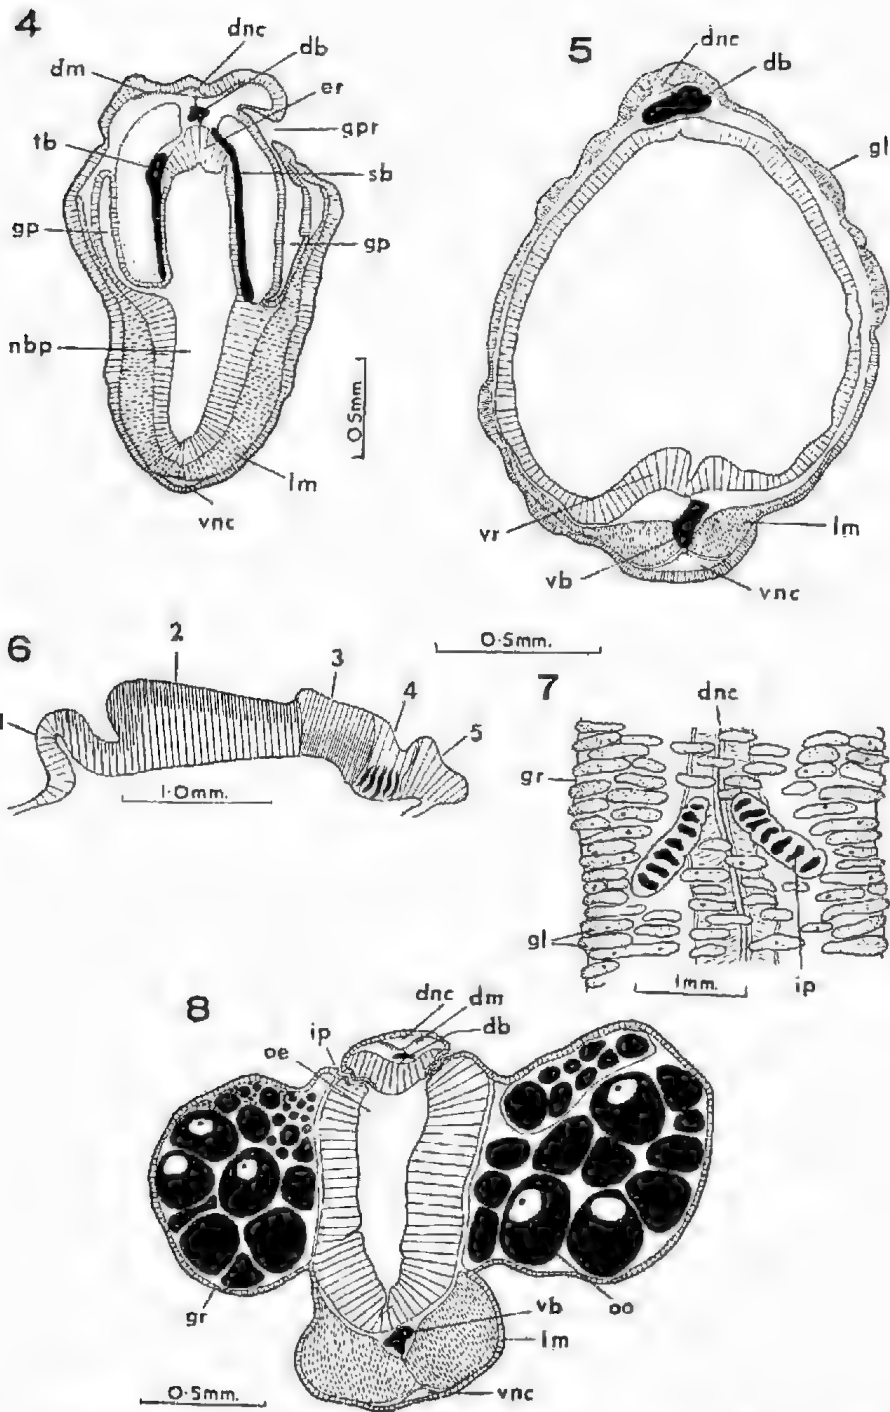 4
dnc
db
dm
er
gpr
tb
sb
gp
gp
nbp
0.5mm.
lm
vnc
5
dnc
db
gl
vr
lm
vb
vnc
0.5mm.
6
1
2
3
4
5
1.0mm.
7
dnc
gr
gl
1mm.
ip
8
dnc
dm
db
ip
oe
gr
vb
oo
lm
vnc
0.5mm.